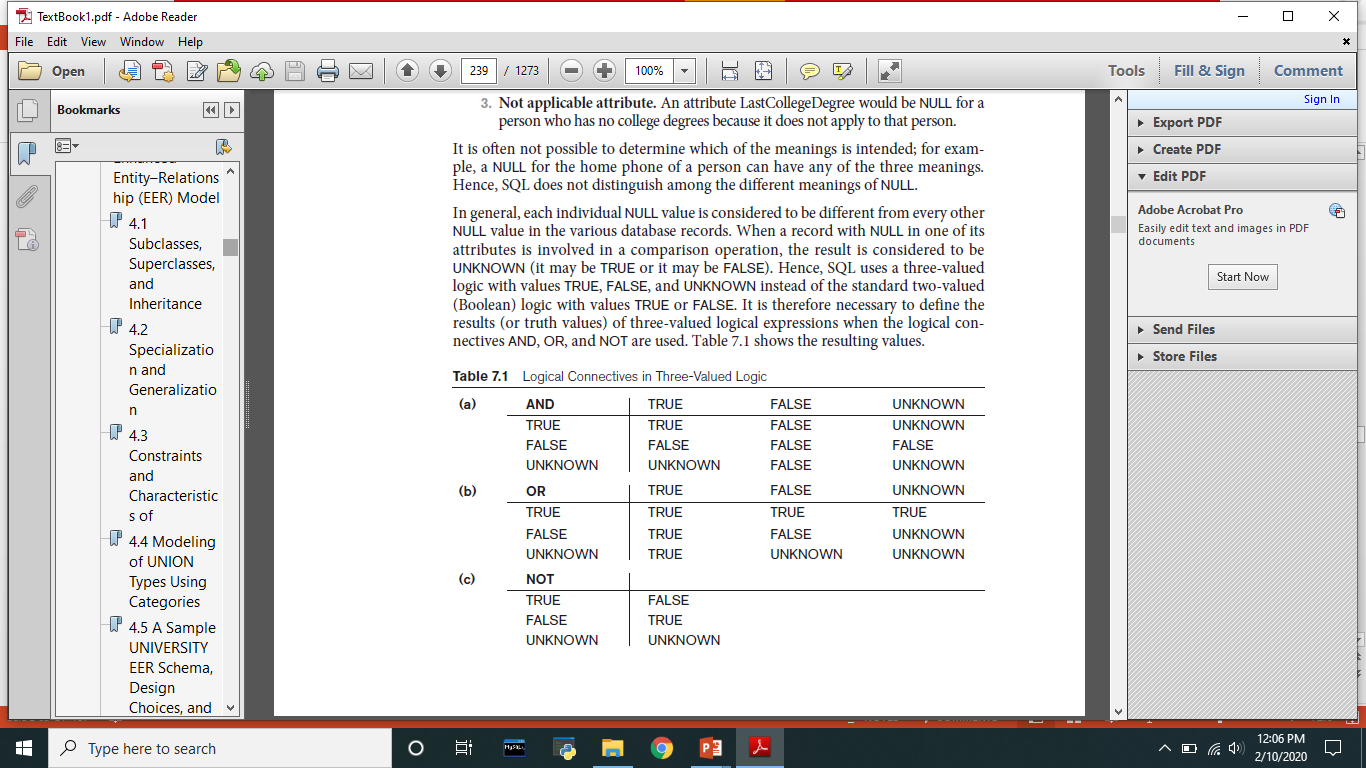 TextBook1.pdf - Adobe Reader
File Edit View Window Help
Open 239 / 1273 100% Tools Fill & Sign Comment
Bookmarks
Entity–Relations
hip (EER) Model
4.1
Subclasses,
Superclasses,
and
Inheritance
4.2
Specializatio
n and
Generalizatio
n
4.3
Constraints
and
Characteristic
s of
4.4 Modeling
of UNION
Types Using
Categories
4.5 A Sample
UNIVERSITY
EER Schema,
Design
Choices, and
3. Not applicable attribute. An attribute LastCollegeDegree would be NULL for a
person who has no college degrees because it does not apply to that person.
It is often not possible to determine which of the meanings is intended; for exam-
ple, a NULL for the home phone of a person can have any of the three meanings.
Hence, SQL does not distinguish among the different meanings of NULL.
In general, each individual NULL value is considered to be different from every other
NULL value in the various database records. When a record with NULL in one of its
attributes is involved in a comparison operation, the result is considered to be
UNKNOWN (it may be TRUE or it may be FALSE). Hence, SQL uses a three-valued
logic with values TRUE, FALSE, and UNKNOWN instead of the standard two-valued
(Boolean) logic with values TRUE or FALSE. It is therefore necessary to define the
results (or truth values) of three-valued logical expressions when the logical con-
nectives AND, OR, and NOT are used. Table 7.1 shows the resulting values.
Table 7.1 Logical Connectives in Three-Valued Logic
(a) AND TRUE FALSE UNKNOWN
TRUE TRUE FALSE UNKNOWN
FALSE FALSE FALSE FALSE
UNKNOWN UNKNOWN FALSE UNKNOWN
(b) OR TRUE FALSE UNKNOWN
TRUE TRUE TRUE TRUE
FALSE TRUE FALSE UNKNOWN
UNKNOWN TRUE UNKNOWN UNKNOWN
(c) NOT
TRUE FALSE
FALSE TRUE
UNKNOWN UNKNOWN
Sign In
Export PDF
Create PDF
Edit PDF
Adobe Acrobat Pro
Easily edit text and images in PDF
documents
Start Now
Send Files
Store Files
Type here to search
12:06 PM
2/10/2020